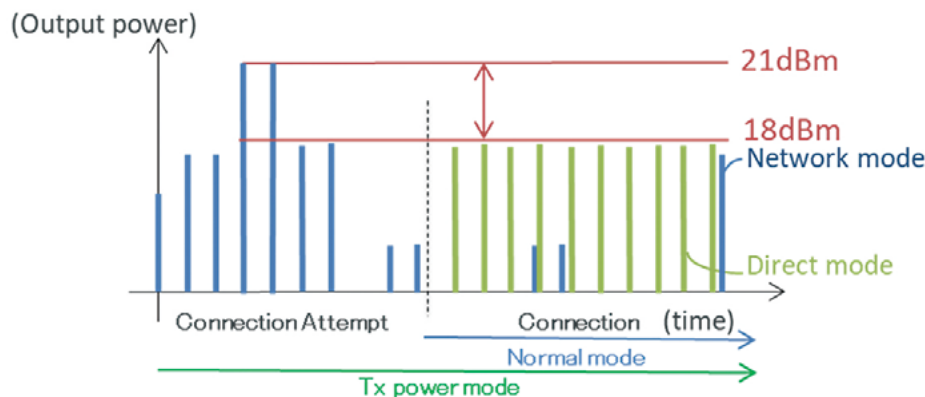 (Output power)
21dBm
18dBm
Network mode
Direct mode
Connection Attempt
Connection
(time)
Normal mode
Tx power mode